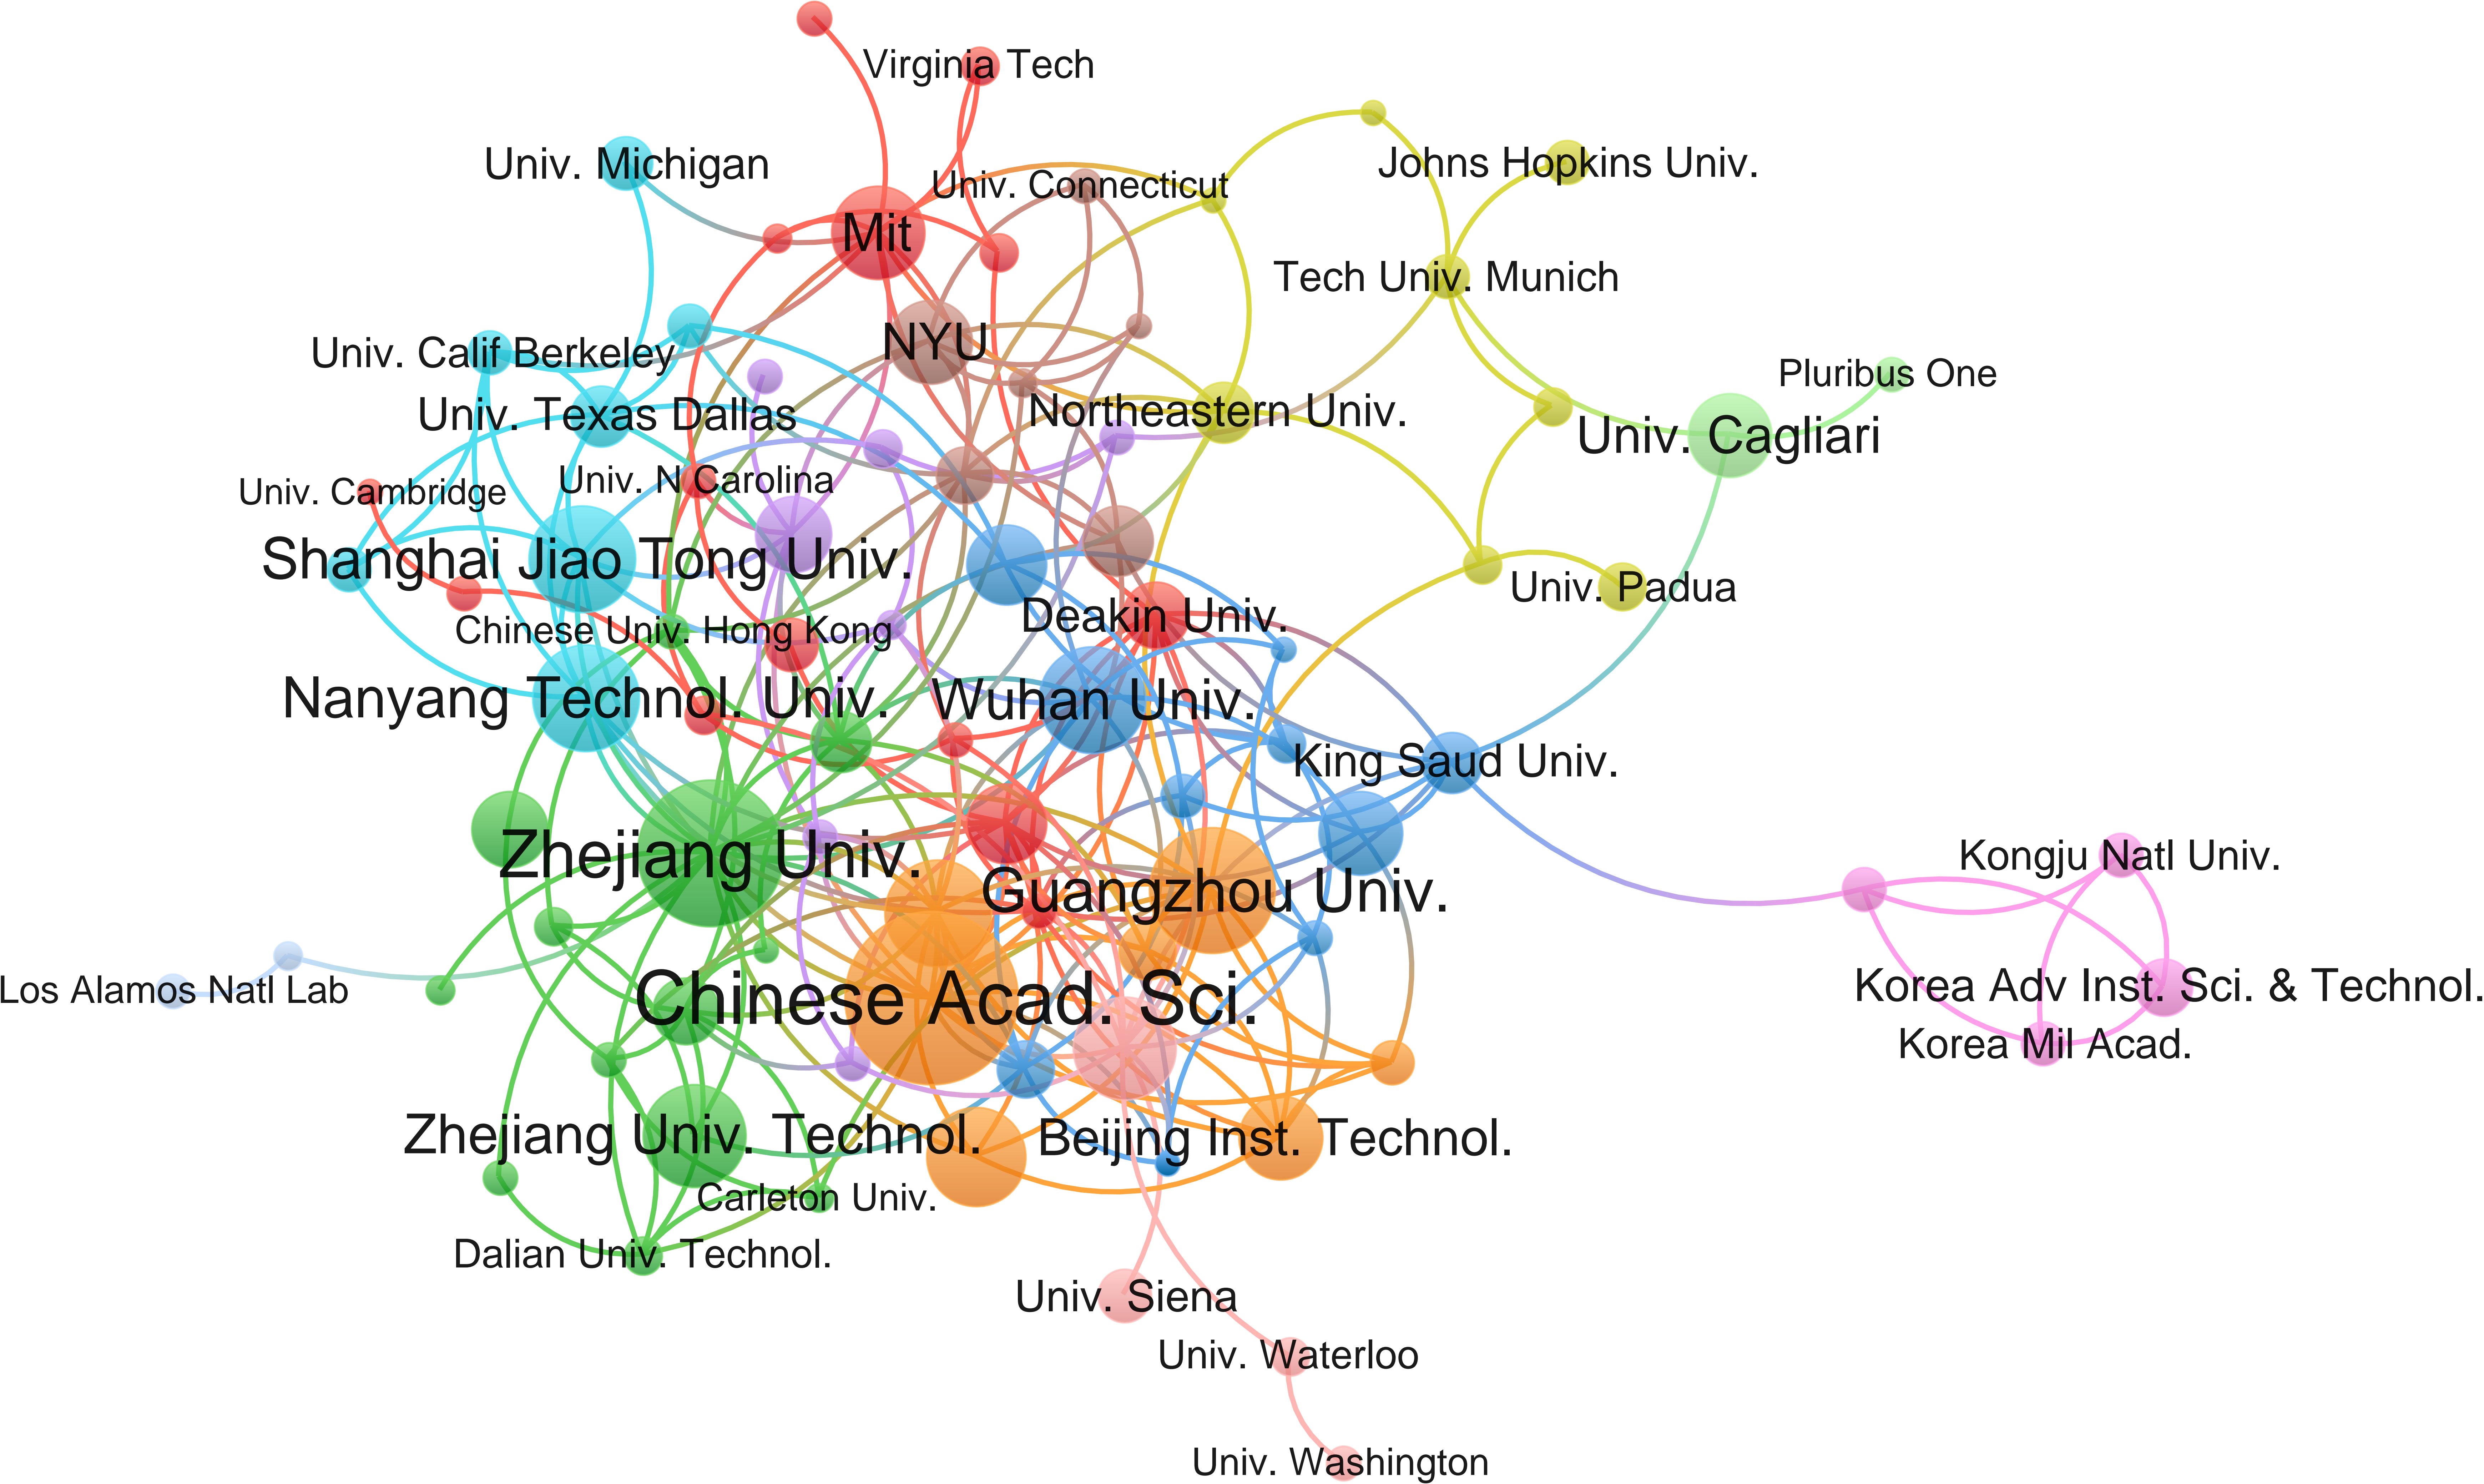 Virginia Tech
Univ. Michigan
Johns Hopkins Univ.
Univ. Connecticut
Mit
Tech Univ. Munich
NYU
Univ. Calif Berkeley
Pluribus One
Univ. Texas Dallas
Northeastern Univ.
Univ. Cagliari
Univ. N Carolina
Univ. Cambridge
Shanghai Jiao Tong Univ.
Univ. Padua
Deakin Univ.
Chinese Univ. Hong Kong
Nanyang Technol. Univ.
Wuhan Univ.
King Saud Univ.
Zhejiang Univ.
Kongju Natl Univ.
Guangzhou Univ.
Los Alamos Natl Lab
Chinese Acad. Sci.
Korea Adv Inst. Sci. & Technol.
Korea Mil Acad.
Zhejiang Univ. Technol.
Beijing Inst. Technol.
Carleton Univ.
Dalian Univ. Technol.
Univ. Siena
Univ. Waterloo
Univ. Washington